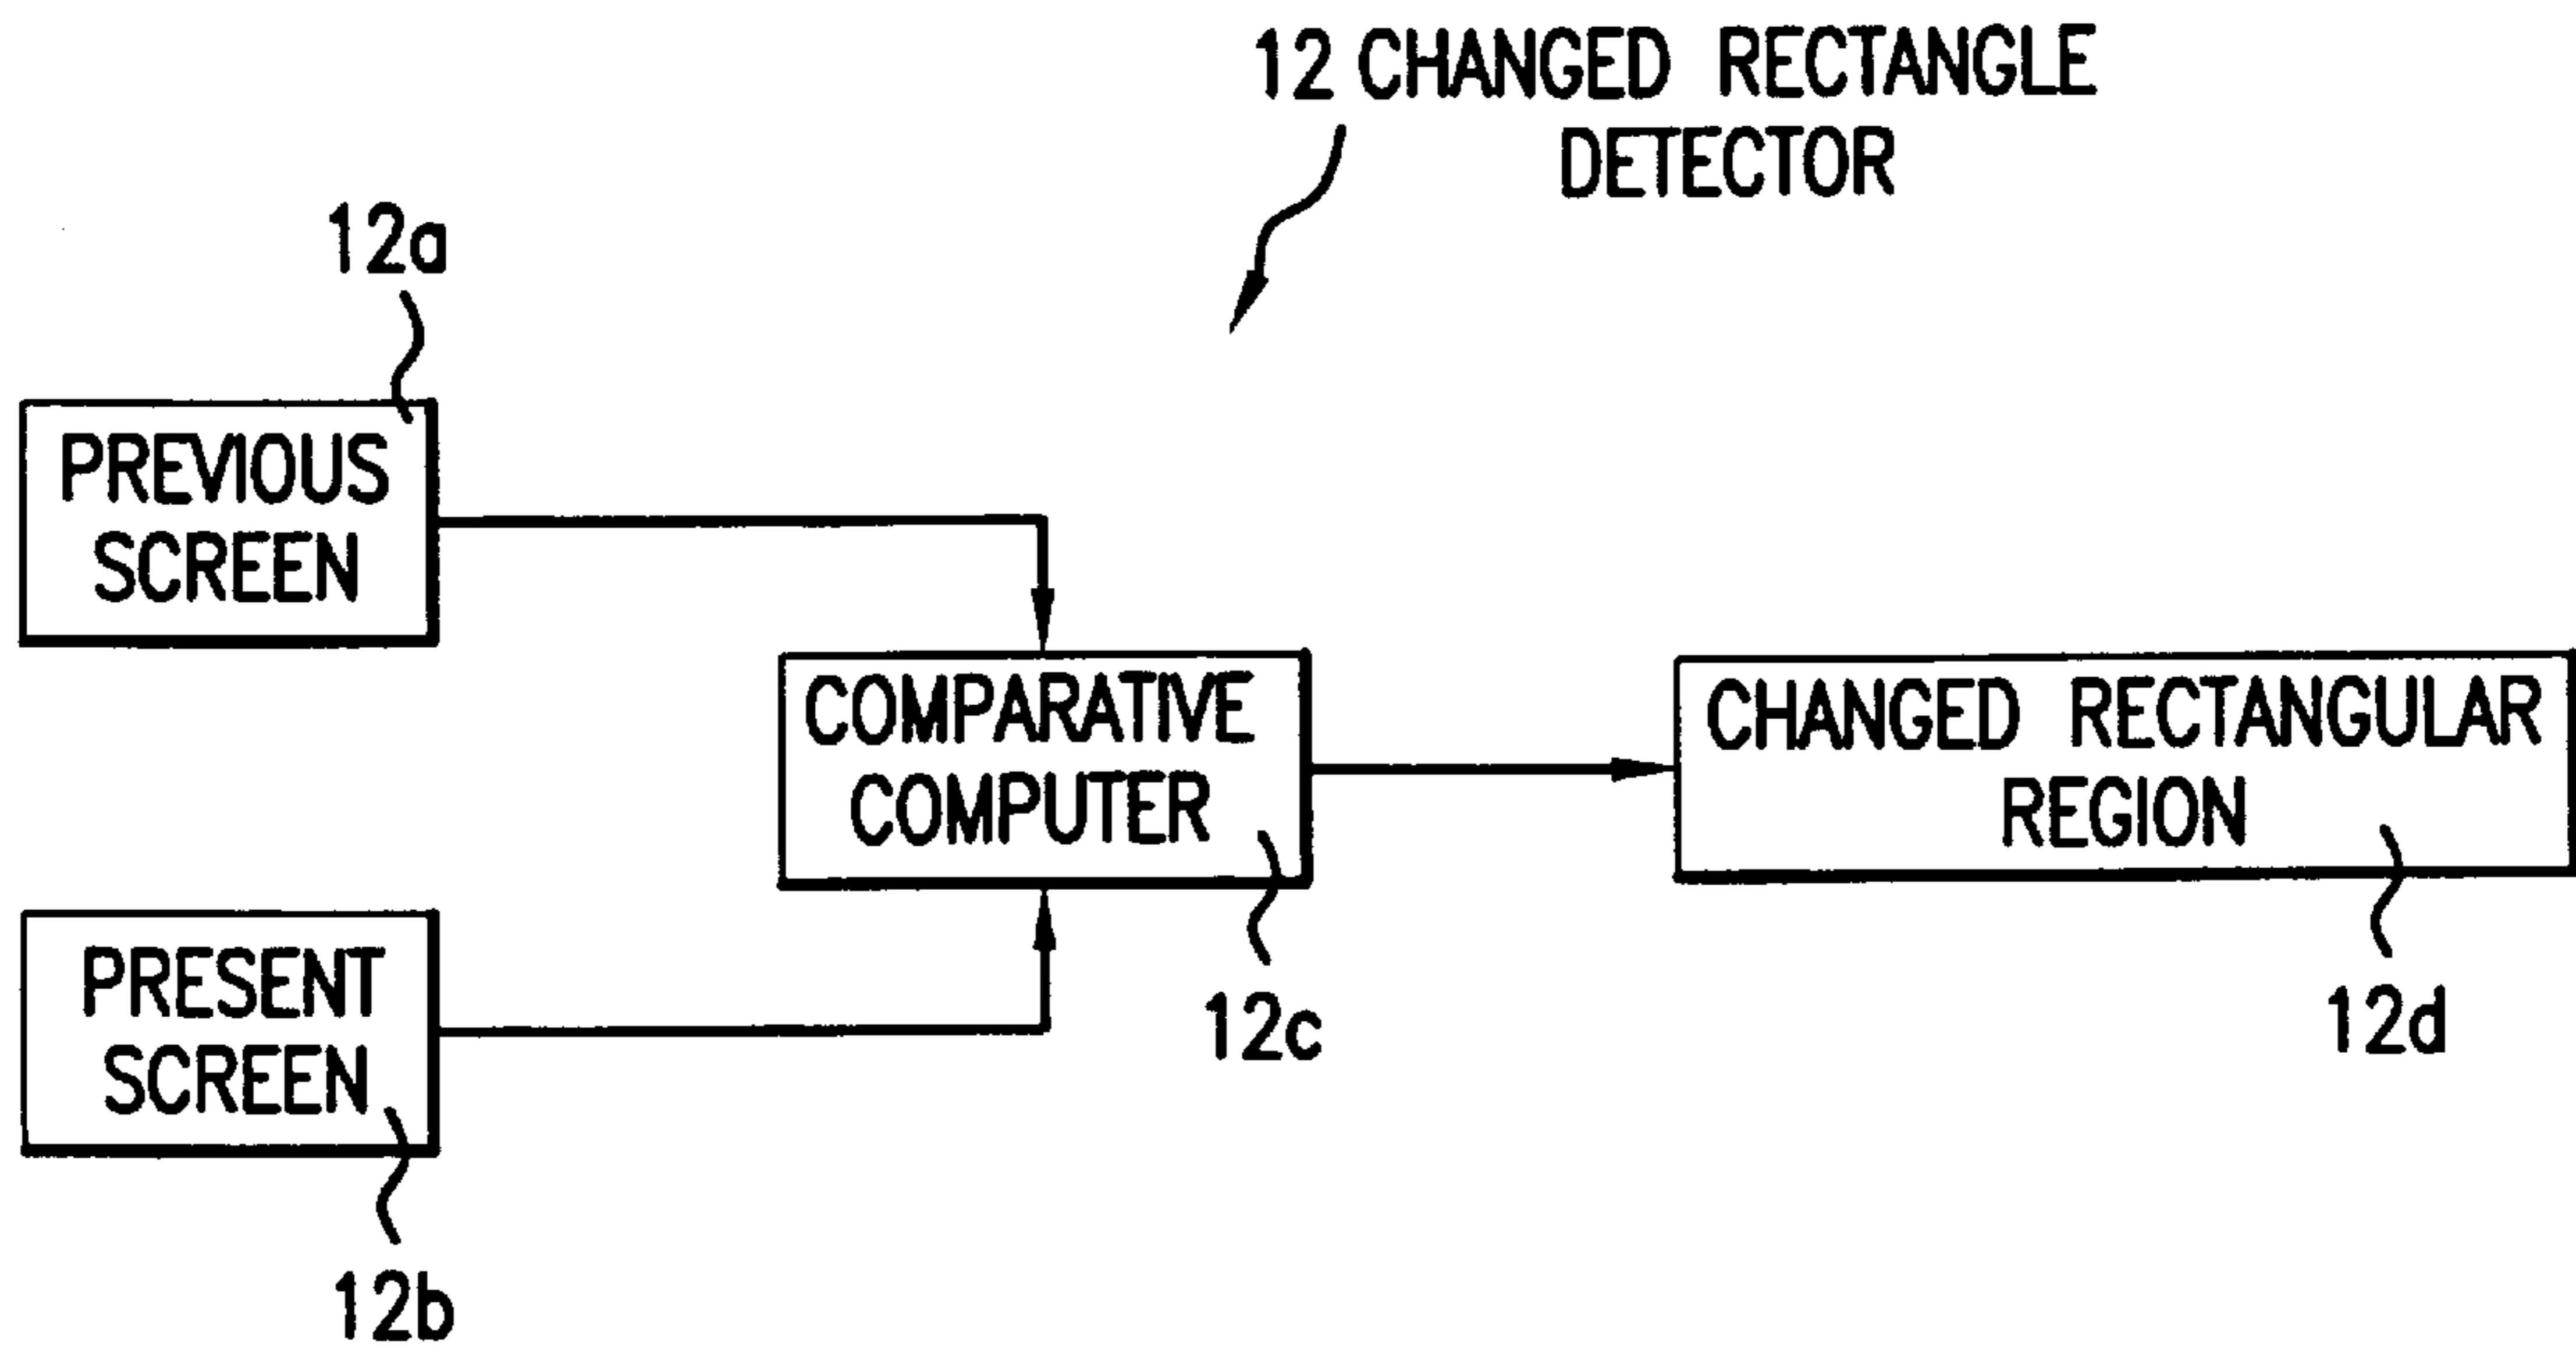 12 CHANGED RECTANGLE
DETECTOR
12a
PREVIOUS
SCREEN
COMPARATIVE
COMPUTER
CHANGED RECTANGULAR
REGION
PRESENT
SCREEN
12c
12d
12b